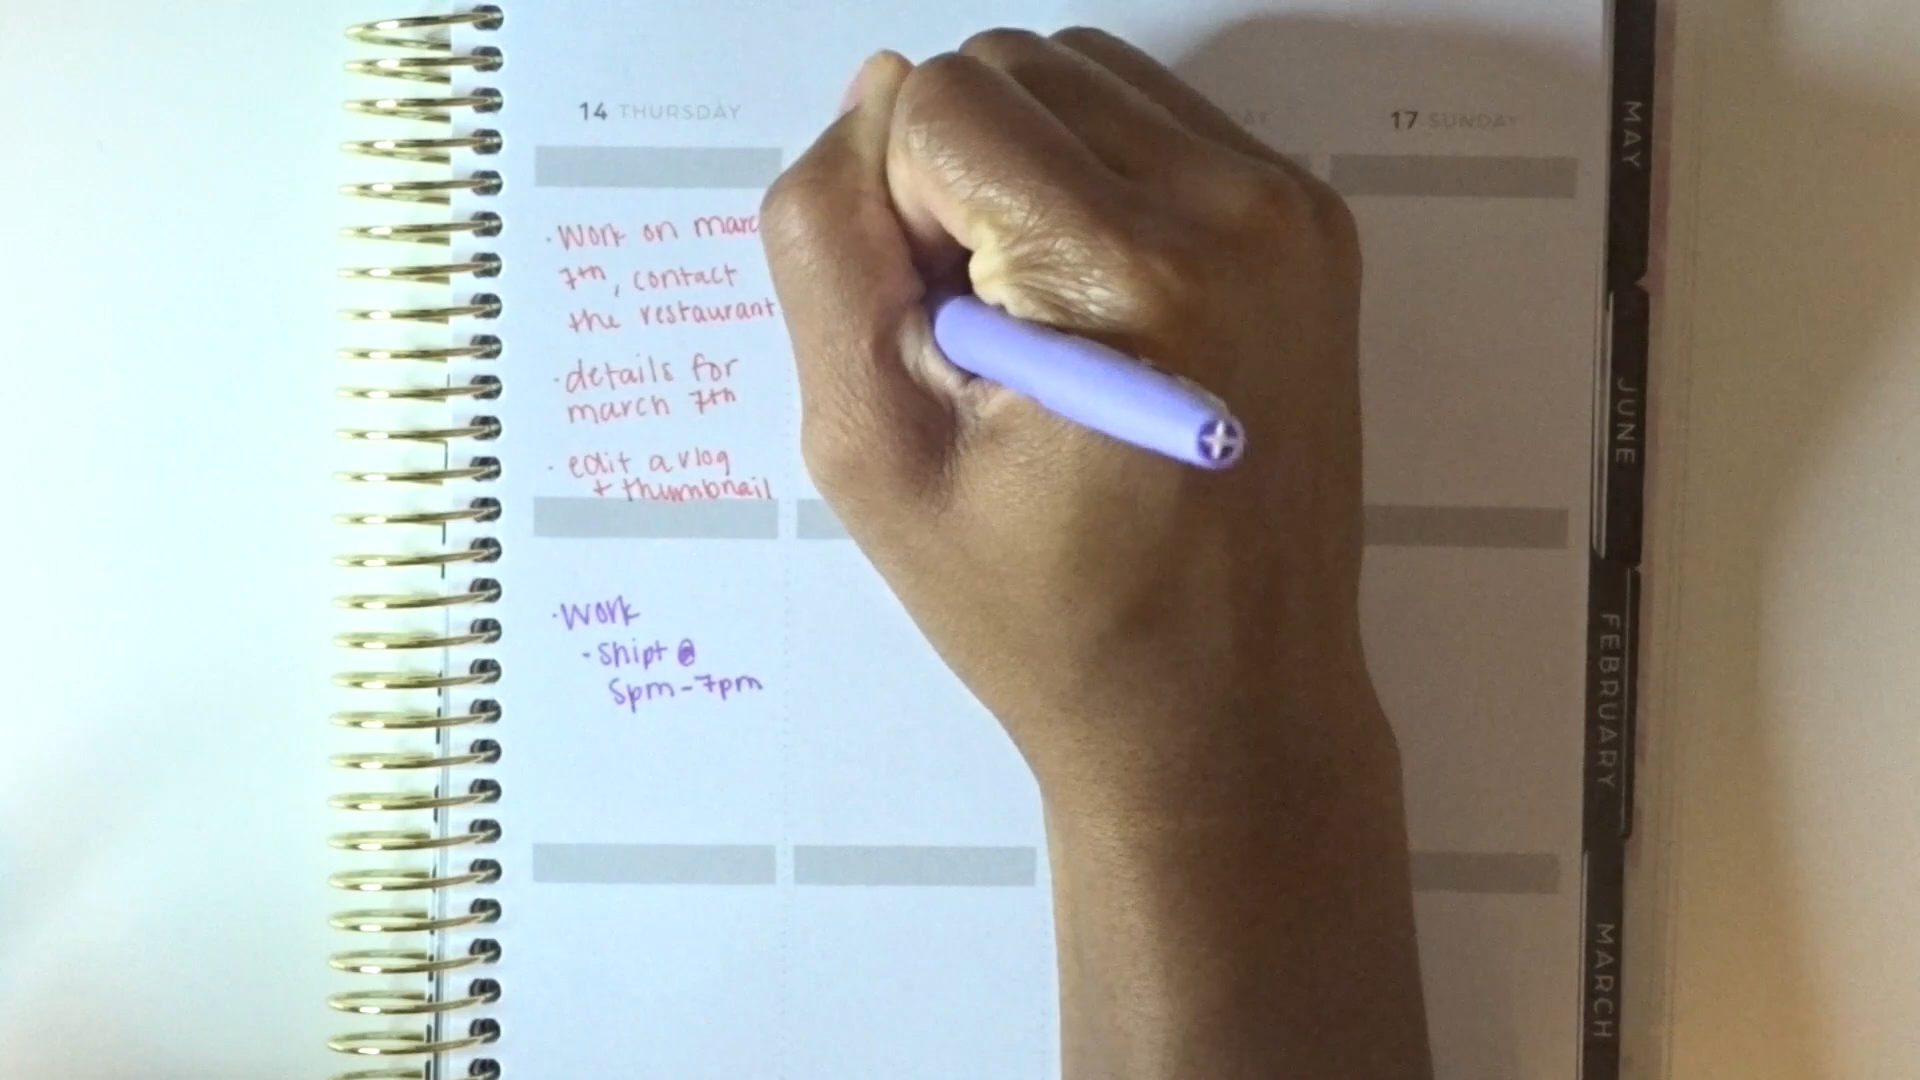 14 THURSDAY
DAY
17 SUNDAY
· Work on marc
7th, contact
the restaurant
· details for
march 7th
· edit a vlog
+ thumbnail
· Work
- Shipt @
5pm - 7pm
MAY
JUNE
FEBRUARY
MARCH